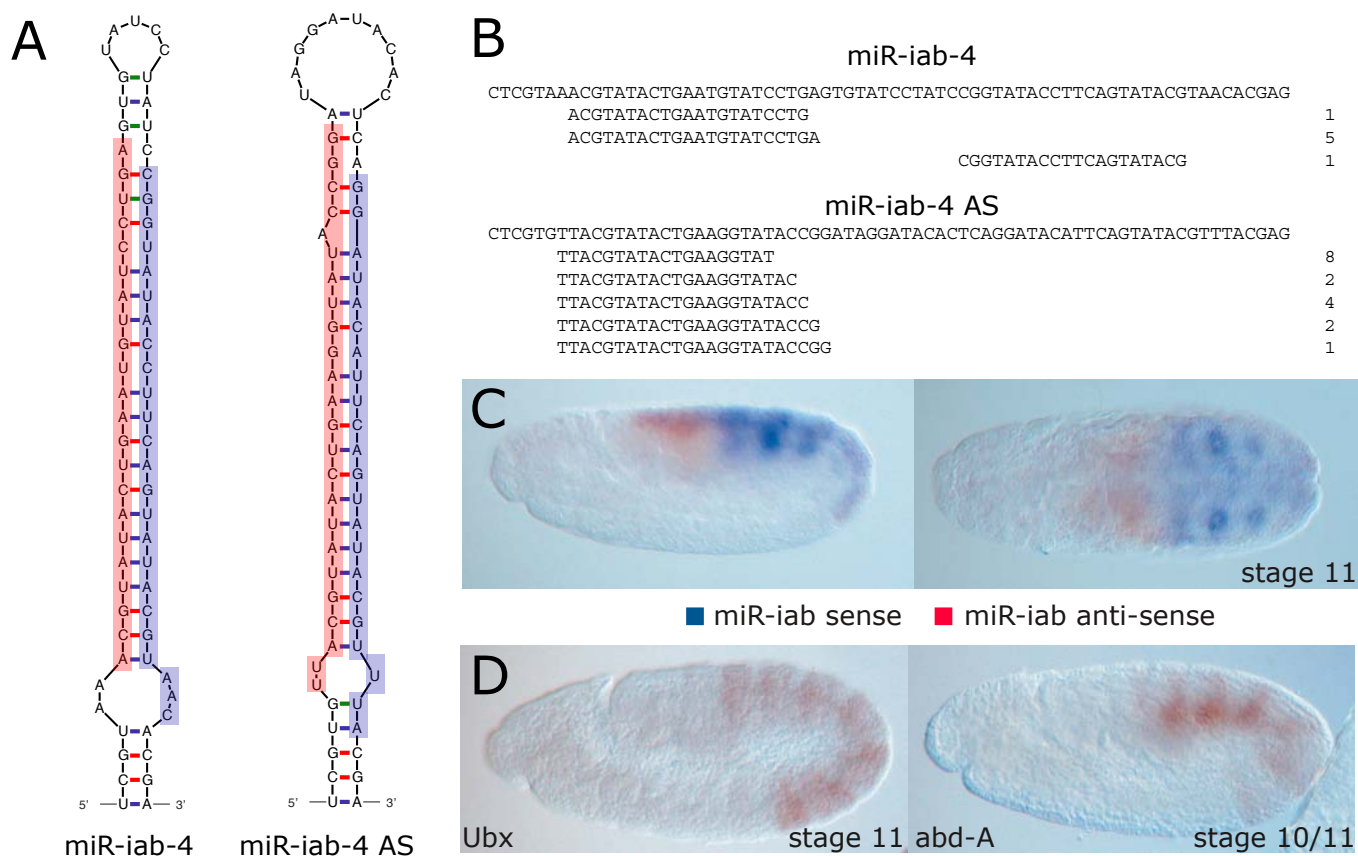 A
5' 3'
miR-iab-4
5' 3'
miR-iab-4 AS
B
miR-iab-4
CTCGTAAACGTATACTGAATGTATCCTGAGTGTATCCTATCCGGTATACCTTCAGTATACGTAACACGAG
ACGTATACTGAATGTATCCTG 1
ACGTATACTGAATGTATCCTGA 5
CGGTATACCTTCAGTATACG 1
miR-iab-4 AS
CTCGTGTTACGTATACTGAAGGTATACCGGATAGGATACACTCAGGATACATTCAGTATACGTTTACGAG
TTACGTATACTGAAGGTAT 8
TTACGTATACTGAAGGTATAC 2
TTACGTATACTGAAGGTATACC 4
TTACGTATACTGAAGGTATACCG 2
TTACGTATACTGAAGGTATACCGG 1
C
stage 11
miR-iab sense miR-iab anti-sense
D
Ubx stage 11
abd-A stage 10/11